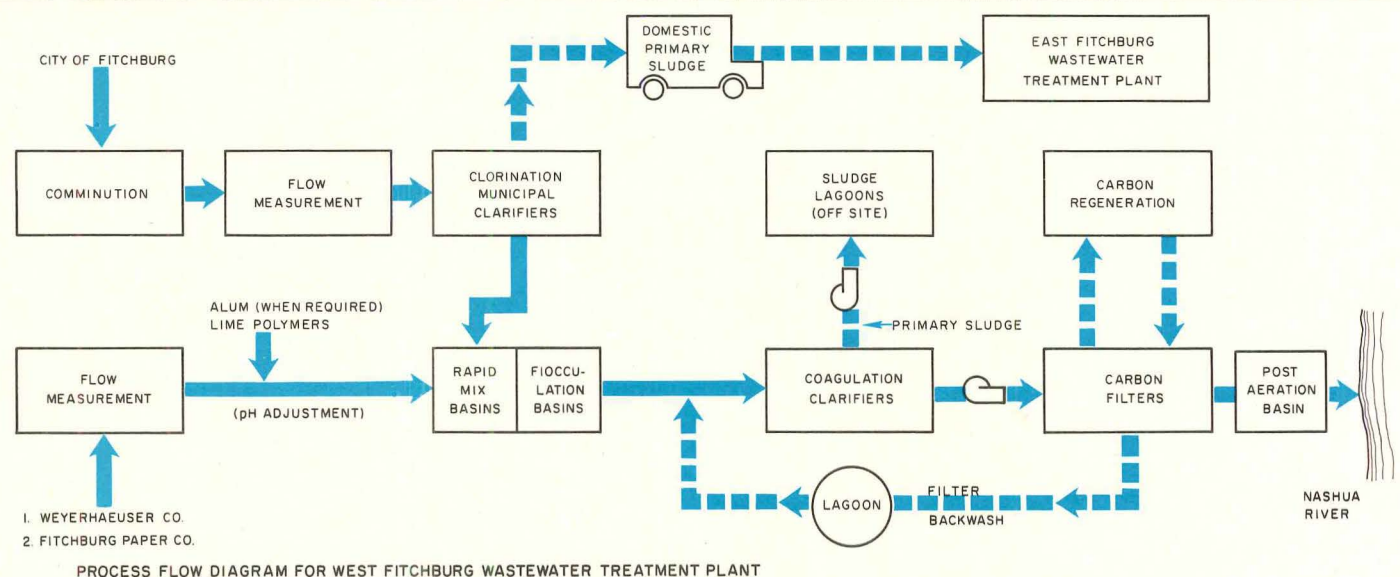 CITY OF FITCHBURG
DOMESTIC
PRIMARY
SLUDGE
EAST FITCHBURG
WASTEWATER
TREATMENT PLANT
COMMINUTION
FLOW
MEASUREMENT
CLORINATION
MUNICIPAL
CLARIFIERS
SLUDGE
LAGOONS
(OFF SITE)
CARBON
REGENERATION
ALUM (WHEN REQUIRED)
LIME POLYMERS
PRIMARY SLUDGE
FLOW
MEASUREMENT
(pH ADJUSTMENT)
RAPID
MIX
BASINS
FIOCCU-
LATION
BASINS
COAGULATION
CLARIFIERS
CARBON
FILTERS
POST
AERATION
BASIN
LAGOON
FILTER
BACKWASH
NASHUA
RIVER
1. WEYERHAEUSER CO.
2. FITCHBURG PAPER CO.
PROCESS FLOW DIAGRAM FOR WEST FITCHBURG WASTEWATER TREATMENT PLANT